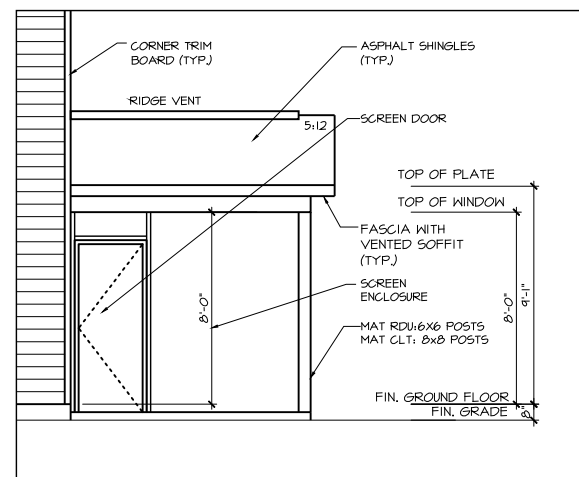 CORNER TRIM
BOARD (TYP.)
ASPHALT SHINGLES
(TYP.)
RIDGE VENT
5:12
SCREEN DOOR
TOP OF PLATE
TOP OF WINDOW
FASCIA WITH
VENTED SOFFIT
(TYP.)
SCREEN
ENCLOSURE
8'-0"
8'-0"
9'-1"
MAT RDU:6X6 POSTS
MAT CLT: 8x8 POSTS
FIN. GROUND FLOOR
FIN. GRADE
8"